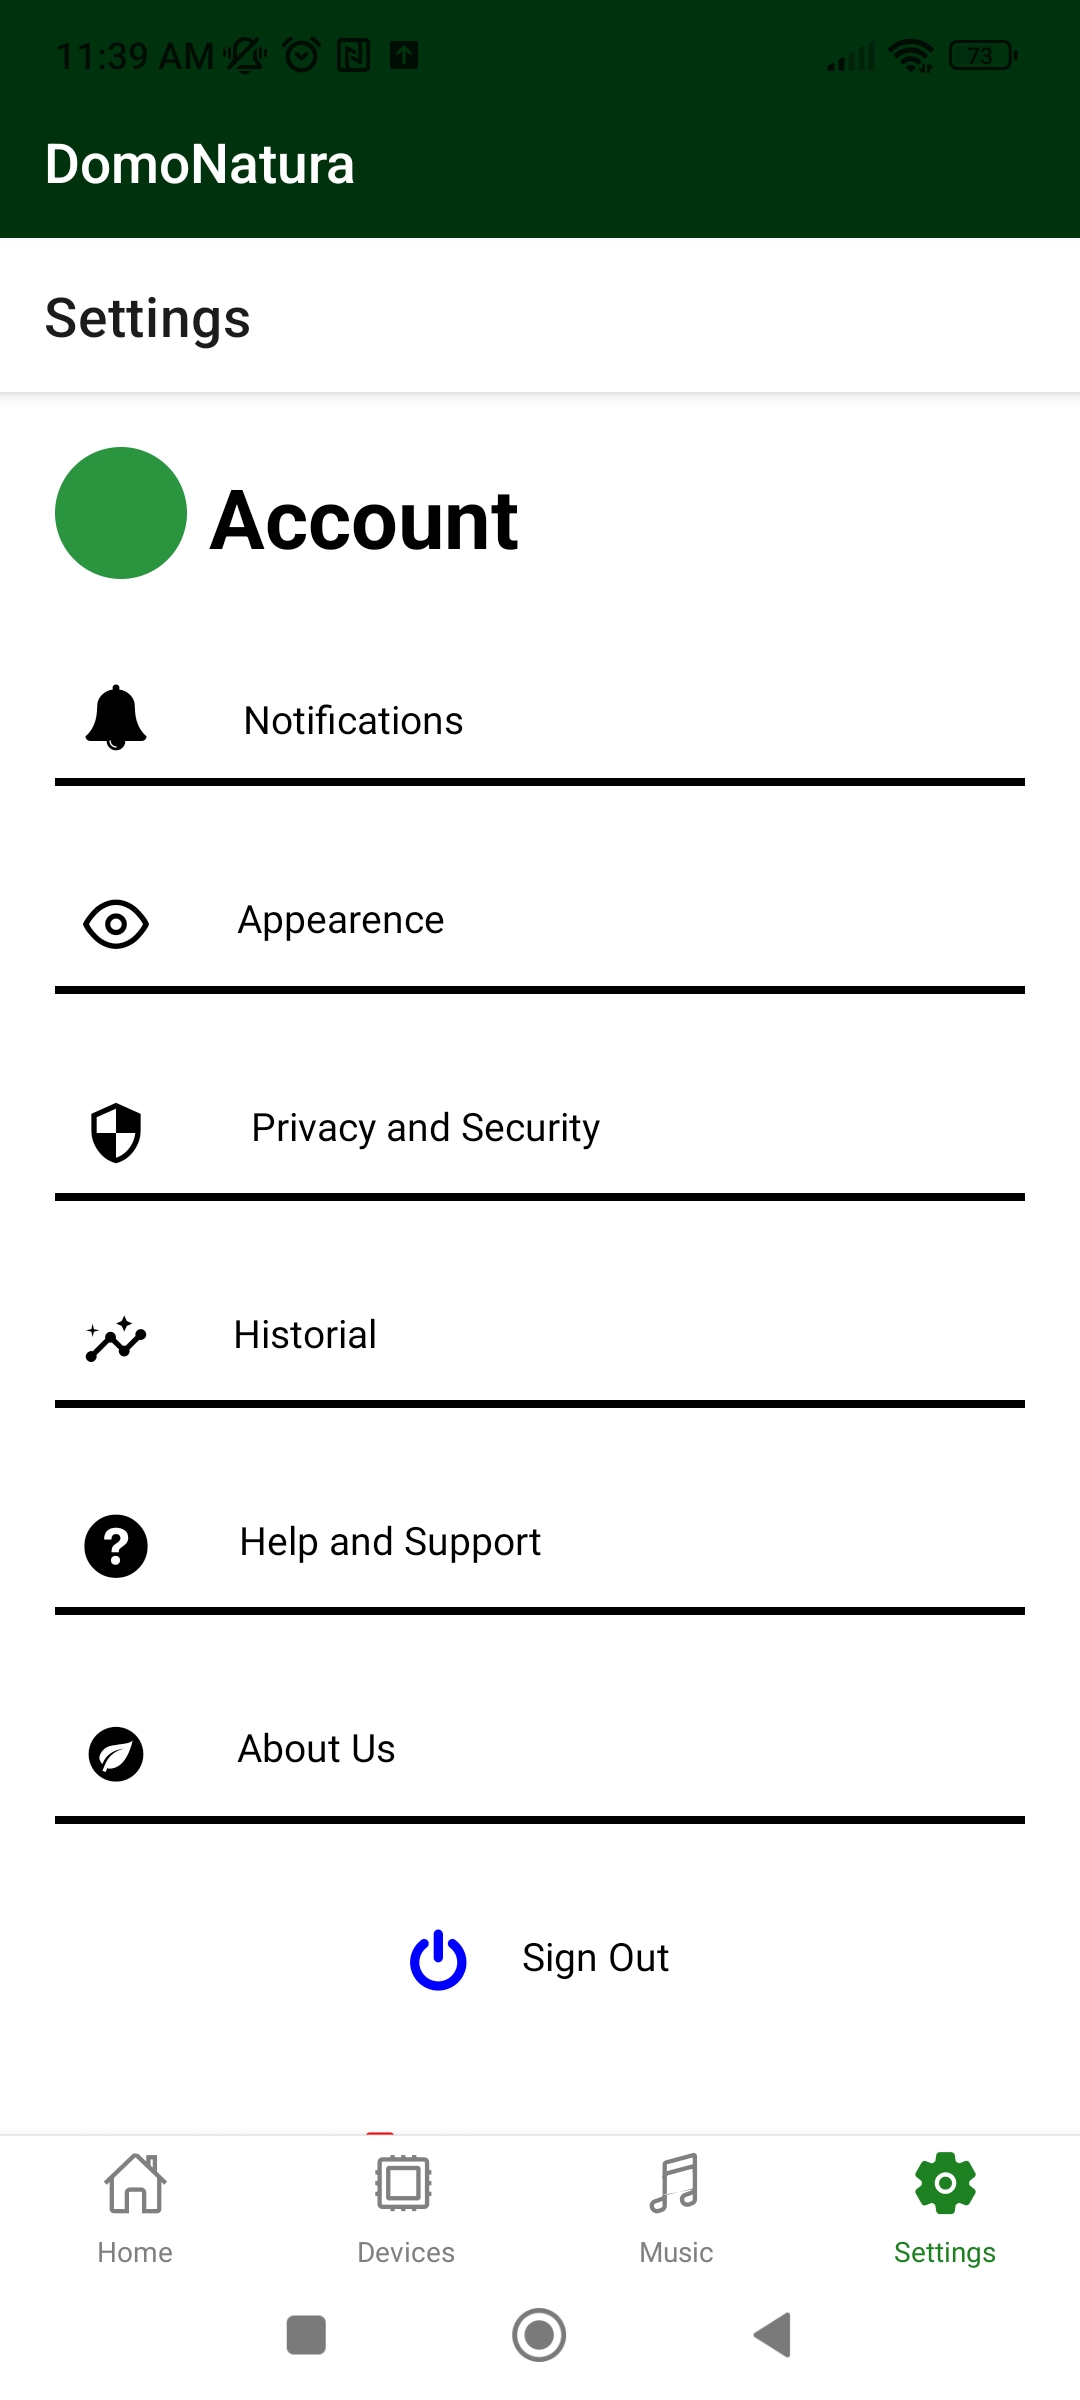 11:39 AM
73
DomoNatura
Settings
Account
Notifications
Appearence
Privacy and Security
Historial
Help and Support
About Us
Sign Out
Home
Devices
Music
Settings